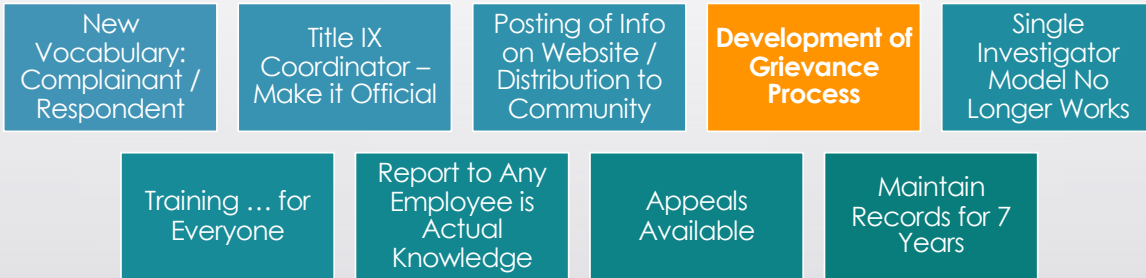 New
Vocabulary:
Complainant /
Respondent
Title IX
Coordinator –
Make it Official
Posting of Info
on Website /
Distribution to
Community
Development of
Grievance
Process
Single
Investigator
Model No
Longer Works
Training … for
Everyone
Report to Any
Employee is
Actual
Knowledge
Appeals
Available
Maintain
Records for 7
Years